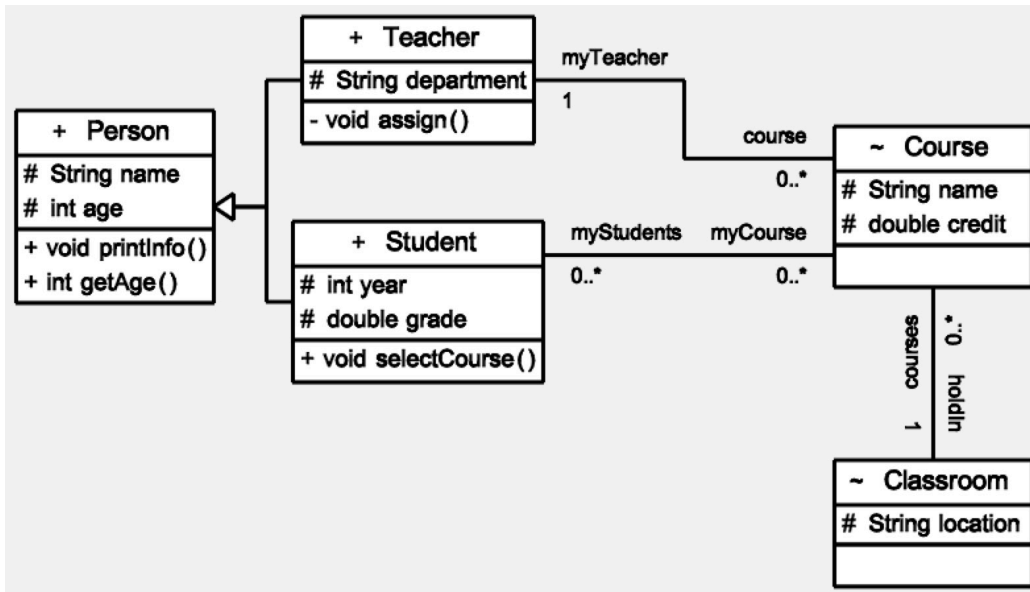 + Person
# String name
# int age
+ void printInfo()
+ int getAge()
+ Teacher
# String department
- void assign()
+ Student
# int year
# double grade
+ void selectCourse()
myTeacher
1
course
0..*
myStudents
0..*
myCourse
0..*
~ Course
# String name
# double credit
courses
0..*
1
holdIn
~ Classroom
# String location